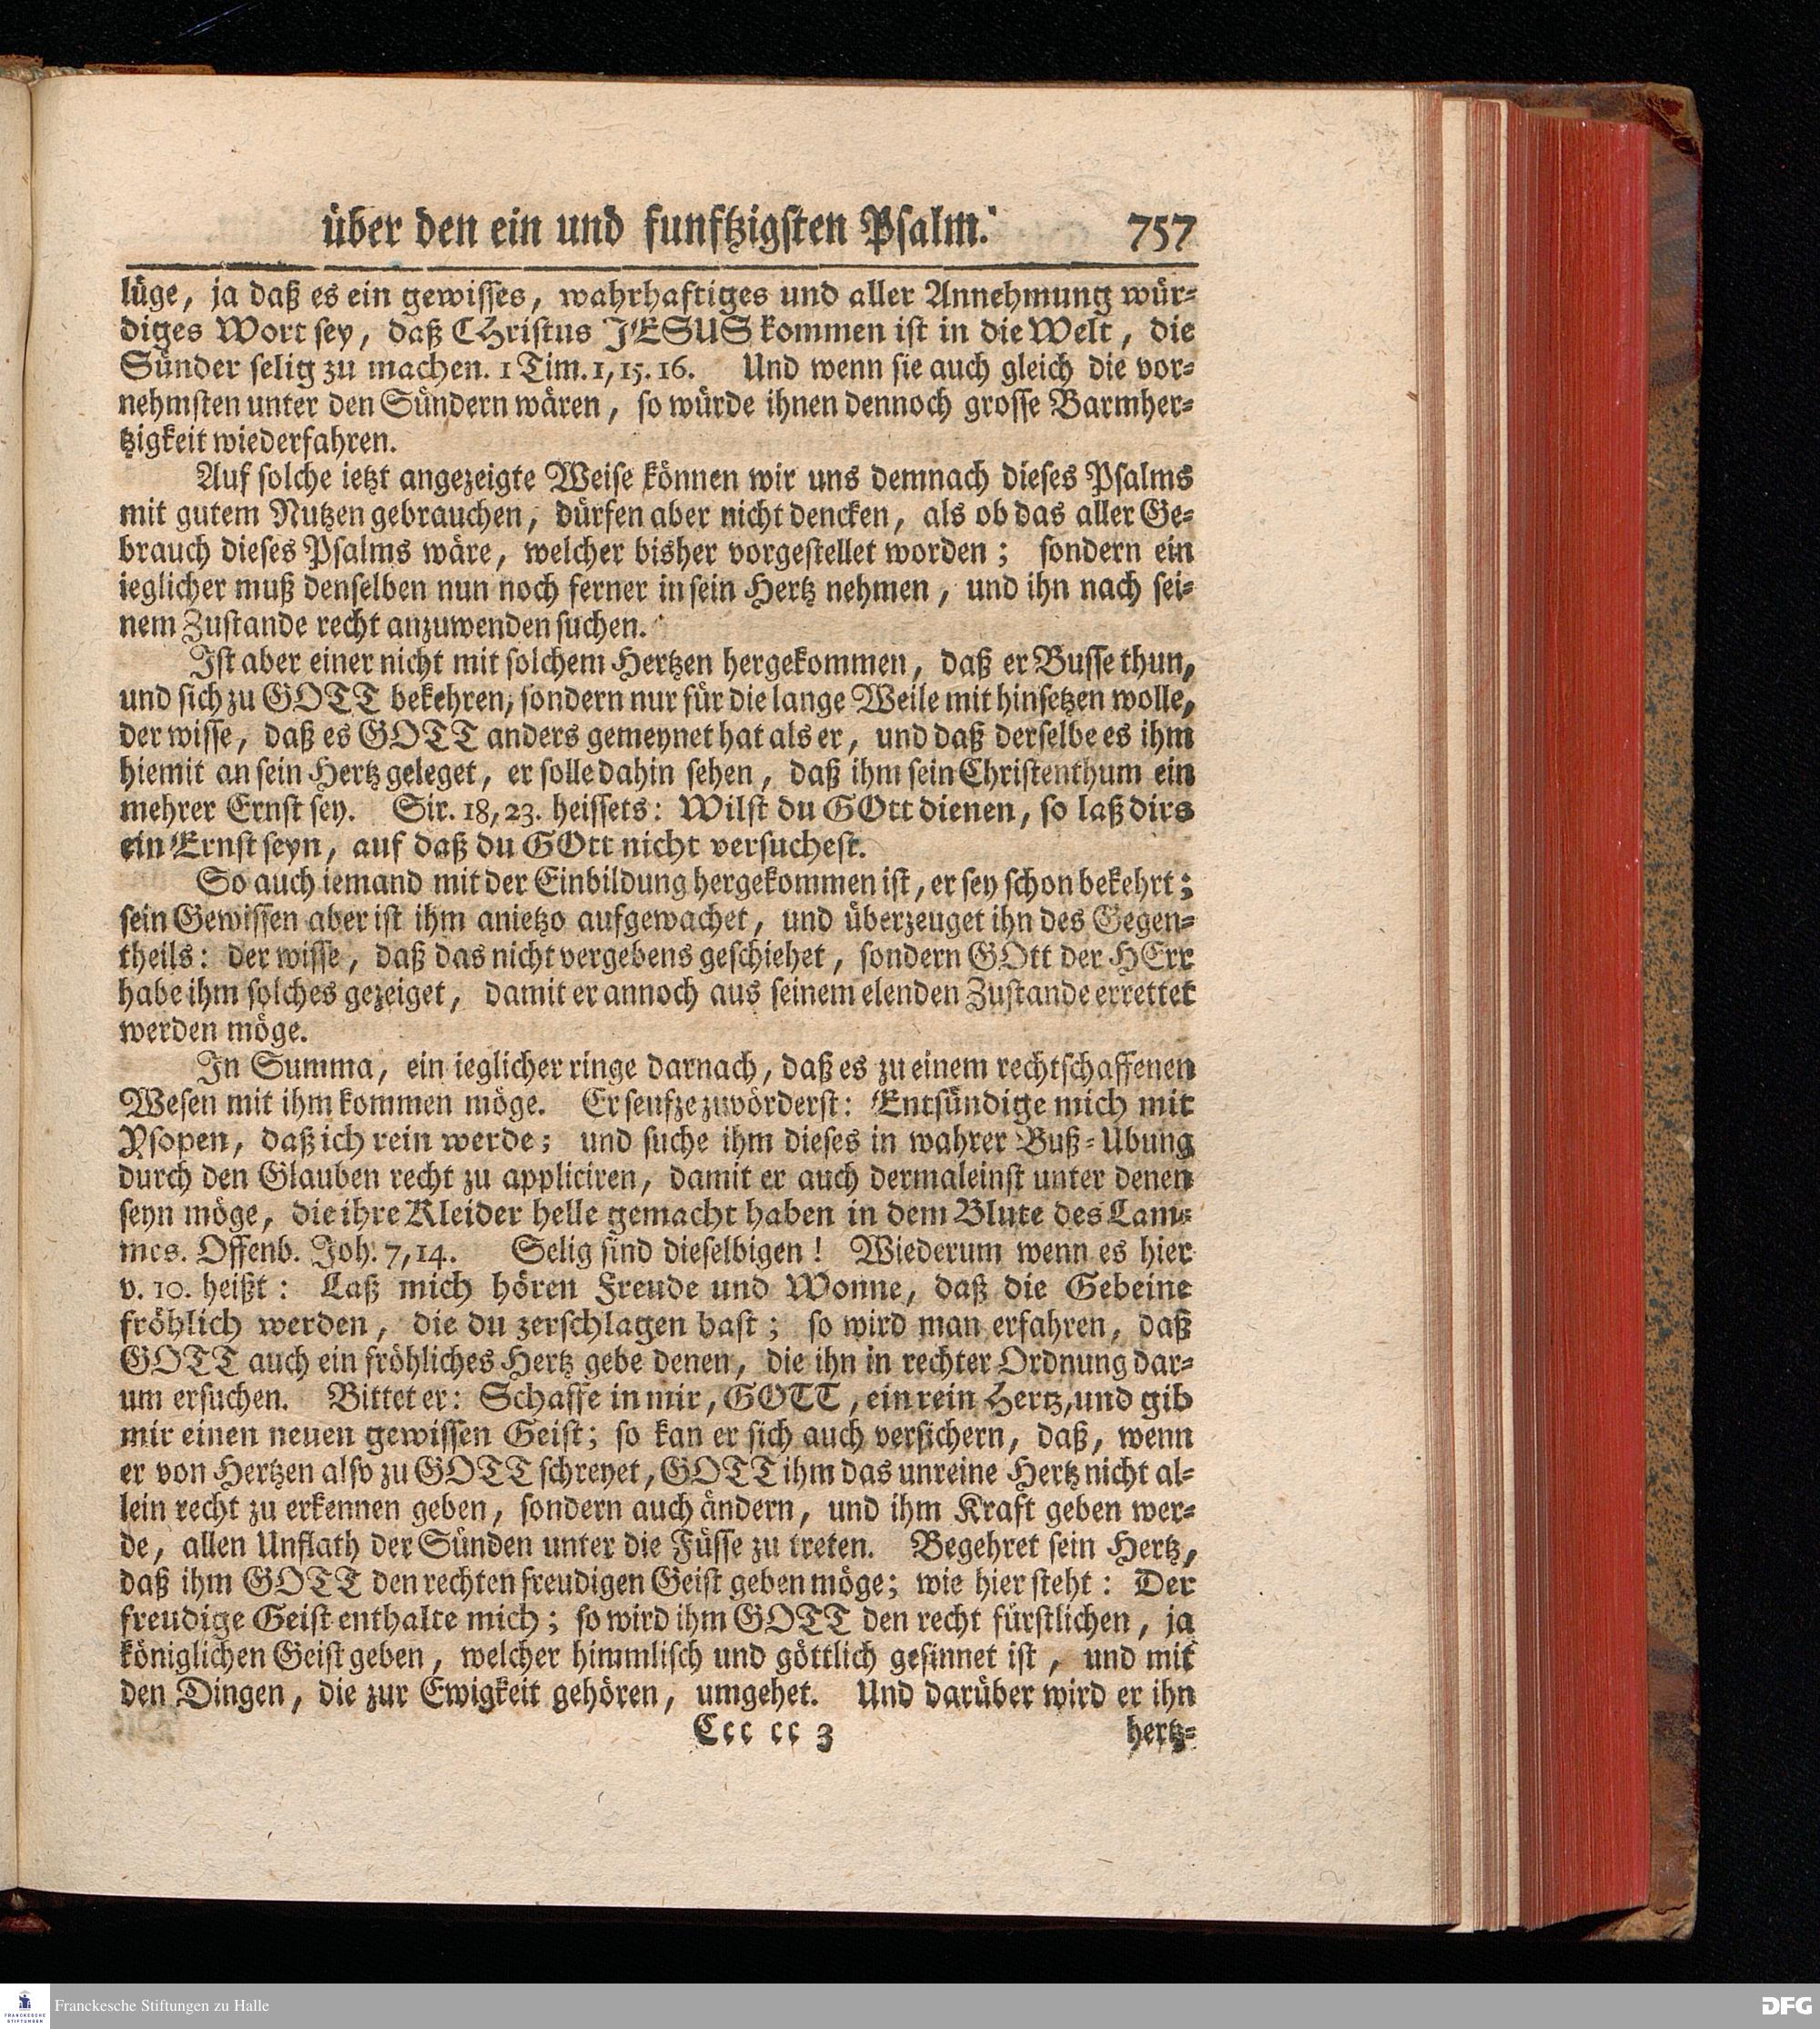 über den ein und funftzigsten Psalm. 757
lüge, ja daß es ein gewisses, wahrhaftiges und aller Annehmung wür-
diges Wort sey, daß CHristus JESUS kommen ist in die Welt, die
Sünder selig zu machen. 1 Tim. 1, 15. 16. Und wenn sie auch gleich die vor-
nehmsten unter den Sündern wären, so würde ihnen dennoch grosse Barmher-
tzigkeit wiederfahren.
Auf solche ietzt angezeigte Weise können wir uns demnach dieses Psalms
mit gutem Nutzen gebrauchen, dürfen aber nicht dencken, als ob das aller Ge-
brauch dieses Psalms wäre, welcher bisher vorgestellet worden; sondern ein
ieglicher muß denselben nun noch ferner in sein Hertz nehmen, und ihn nach sei-
nem Zustande recht anzuwenden suchen.
Ist aber einer nicht mit solchem Hertzen hergekommen, daß er Busse thun,
und sich zu GOTT bekehren, sondern nur für die lange Weile mit hinsetzen wolle,
der wisse, daß es GOTT anders gemeynet hat als er, und daß derselbe es ihm
hiemit an sein Hertz geleget, er solle dahin sehen, daß ihm sein Christenthum ein
mehrer Ernst sey. Sir. 18, 23. heissets: Wilst du GOtt dienen, so laß dirs
ein Ernst seyn, auf daß du GOtt nicht versuchest.
So auch iemand mit der Einbildung hergekommen ist, er sey schon bekehrt;
sein Gewissen aber ist ihm anietzo aufgewachet, und überzeuget ihn des Gegen-
theils: der wisse, daß das nicht vergebens geschiehet, sondern GOtt der HErr
habe ihm solches gezeiget, damit er annoch aus seinem elenden Zustande errettet
werden möge.
In Summa, ein ieglicher ringe darnach, daß es zu einem rechtschaffenen
Wesen mit ihm kommen möge. Er seufze zuvörderst: Entsündige mich mit
Ysopen, daß ich rein werde; und suche ihm dieses in wahrer Buß-Ubung
durch den Glauben recht zu appliciren, damit er auch dermaleinst unter denen
seyn möge, die ihre Kleider helle gemacht haben in dem Blute des Lam-
mes. Offenb. Joh. 7, 14. Selig sind dieselbigen! Wiederum wenn es hier
v. 10. heißt: Laß mich hören Freude und Wonne, daß die Gebeine
fröhlich werden, die du zerschlagen hast; so wird man erfahren, daß
GOTT auch ein fröhliches Hertz gebe denen, die ihn in rechter Ordnung dar-
um ersuchen. Bittet er: Schaffe in mir, GOTT, ein rein Hertz, und gib
mir einen neuen gewissen Geist; so kan er sich auch versichern, daß, wenn
er von Hertzen also zu GOTT schreyet, GOTT ihm das unreine Hertz nicht al-
lein recht zu erkennen geben, sondern auch ändern, und ihm Kraft geben wer-
de, allen Unflath der Sünden unter die Füsse zu treten. Begehret sein Hertz,
daß ihm GOTT den rechten freudigen Geist geben möge; wie hier steht: Der
freudige Geist enthalte mich; so wird ihm GOTT den recht fürstlichen, ja
königlichen Geist geben, welcher himmlisch und göttlich gesinnet ist, und mit
den Dingen, die zur Ewigkeit gehören, umgehet. Und darüber wird er ihn
Ccc cc 3 hertz-
FRANCKESCHE STIFTUNGEN
Franckesche Stiftungen zu Halle
DFG